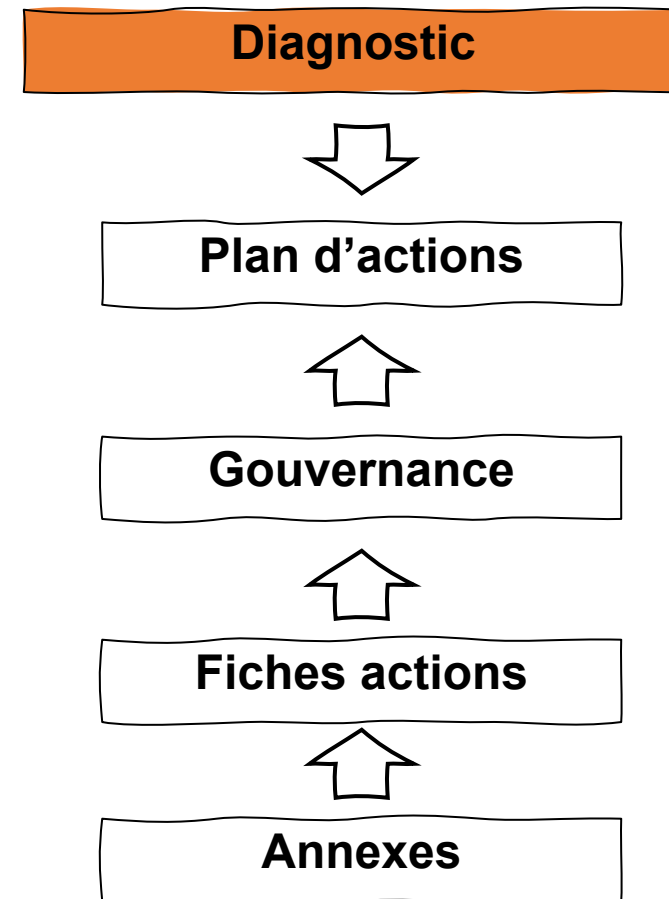 Diagnostic
Plan d’actions
Gouvernance
Fiches actions
Annexes